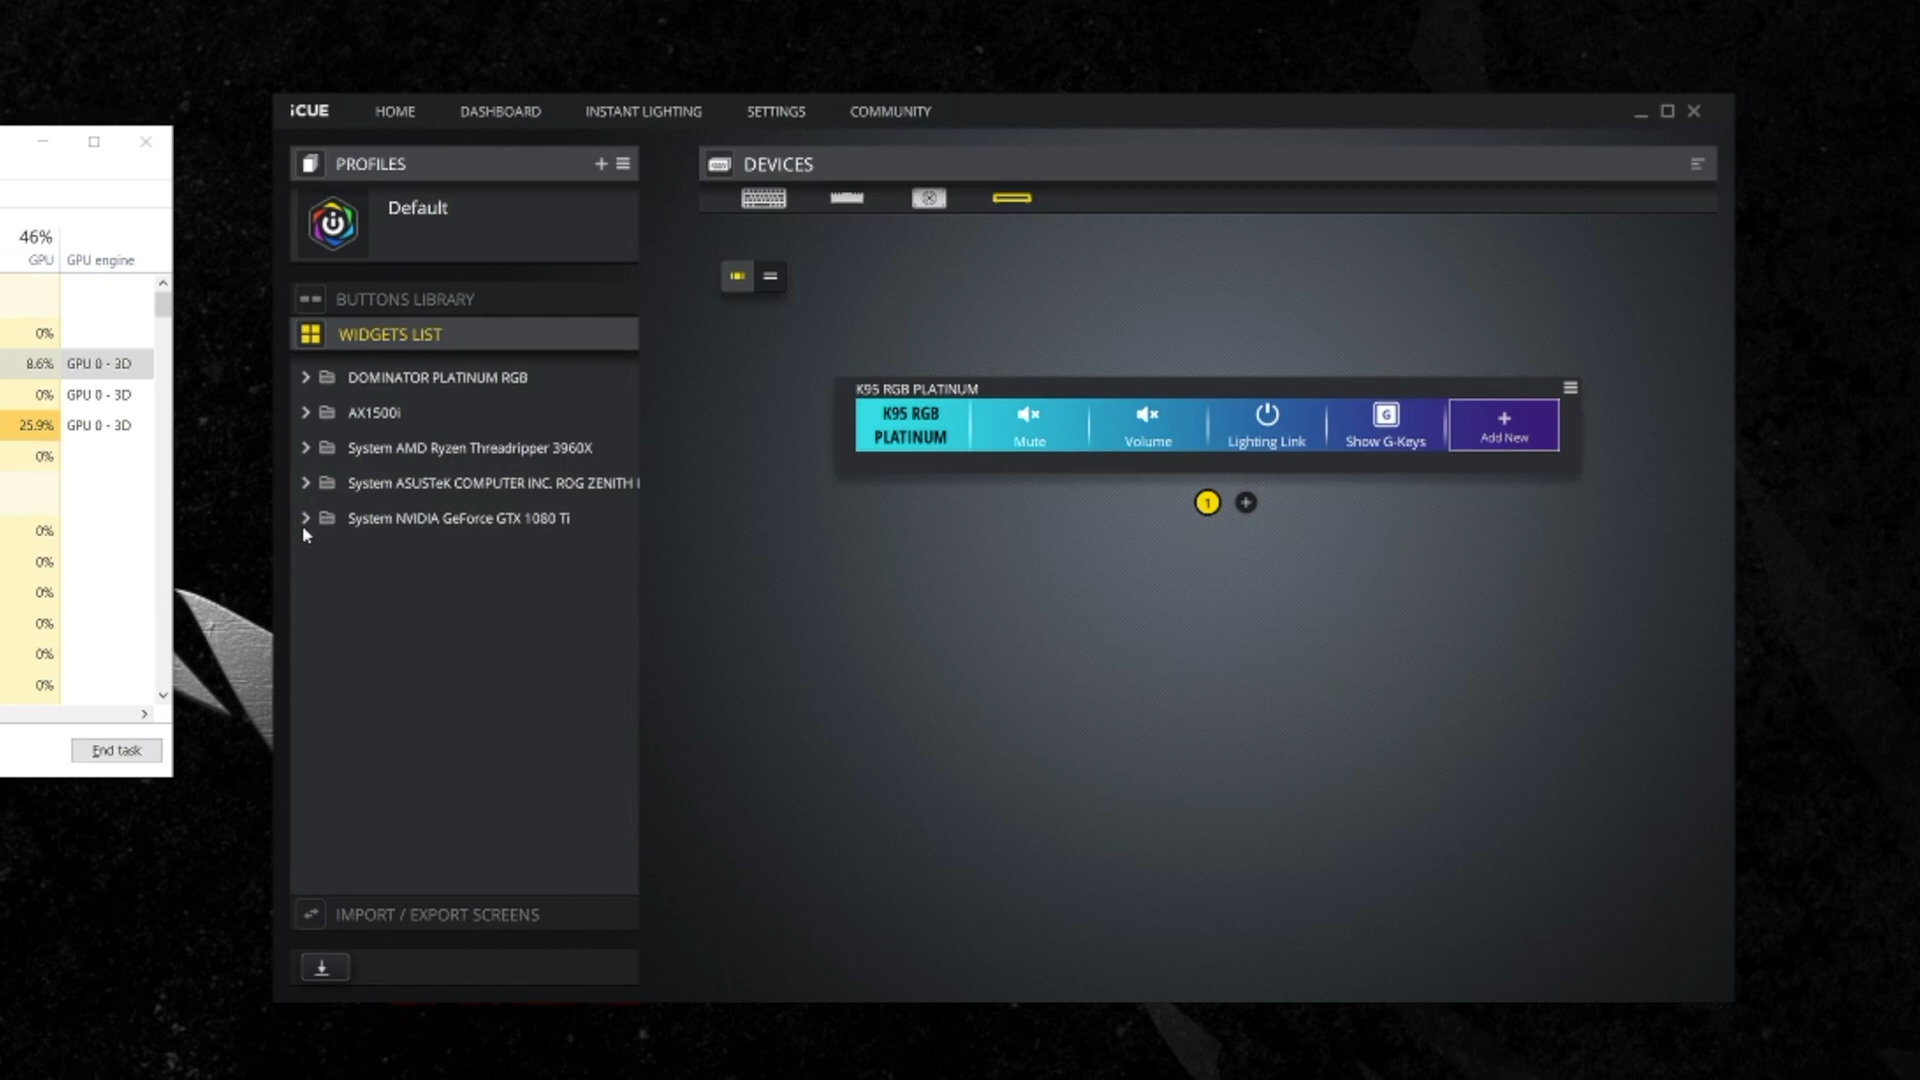 46%
GPU GPU engine
0%
8.6% GPU 0 - 3D
0% GPU 0 - 3D
25.9% GPU 0 - 3D
0%
0%
0%
0%
0%
0%
0%
End task
iCUE HOME DASHBOARD INSTANT LIGHTING SETTINGS COMMUNITY
PROFILES
Default
BUTTONS LIBRARY
WIDGETS LIST
DOMINATOR PLATINUM RGB
AX1500i
System AMD Ryzen Threadripper 3960X
System ASUSTeK COMPUTER INC. ROG ZENITH
System NVIDIA GeForce GTX 1080 Ti
IMPORT / EXPORT SCREENS
DEVICES
K95 RGB PLATINUM
K95 RGB
PLATINUM
Mute
Volume
Lighting Link
G
Show G-Keys
Add New
1